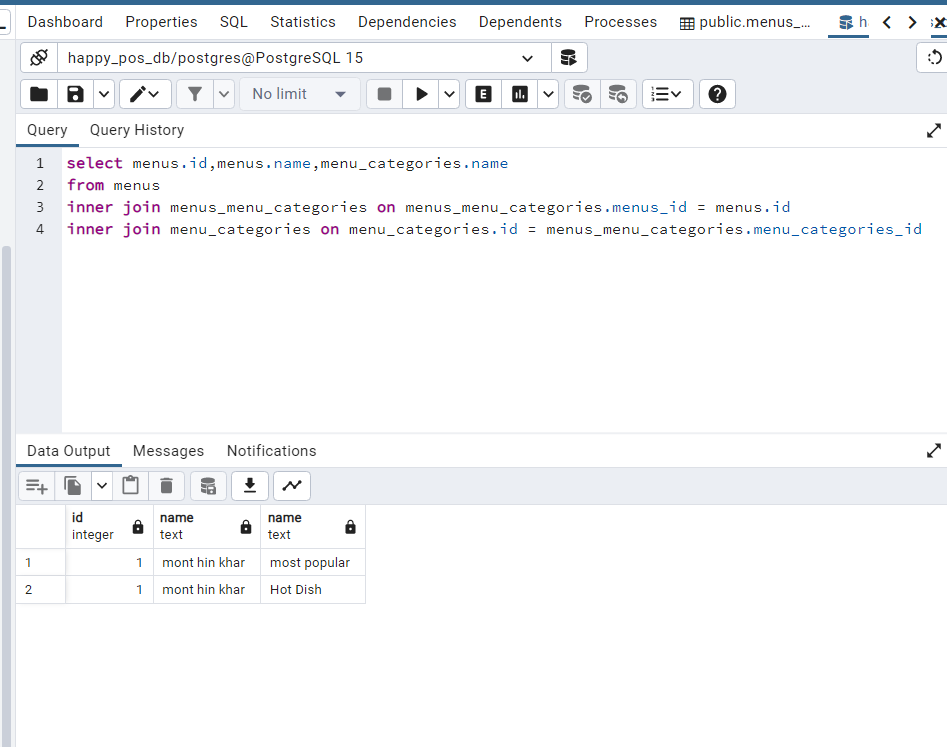 Dashboard Properties SQL Statistics Dependencies Dependents Processes public.menus_...
happy_pos_db/postgres@PostgreSQL 15
No limit E
Query Query History
1 select menus.id,menus.name,menu_categories.name
2 from menus
3 inner join menus_menu_categories on menus_menu_categories.menus_id = menus.id
4 inner join menu_categories on menu_categories.id = menus_menu_categories.menu_categories_id
Data Output Messages Notifications
id name name
integer text text
1 1 mont hin khar most popular
2 1 mont hin khar Hot Dish